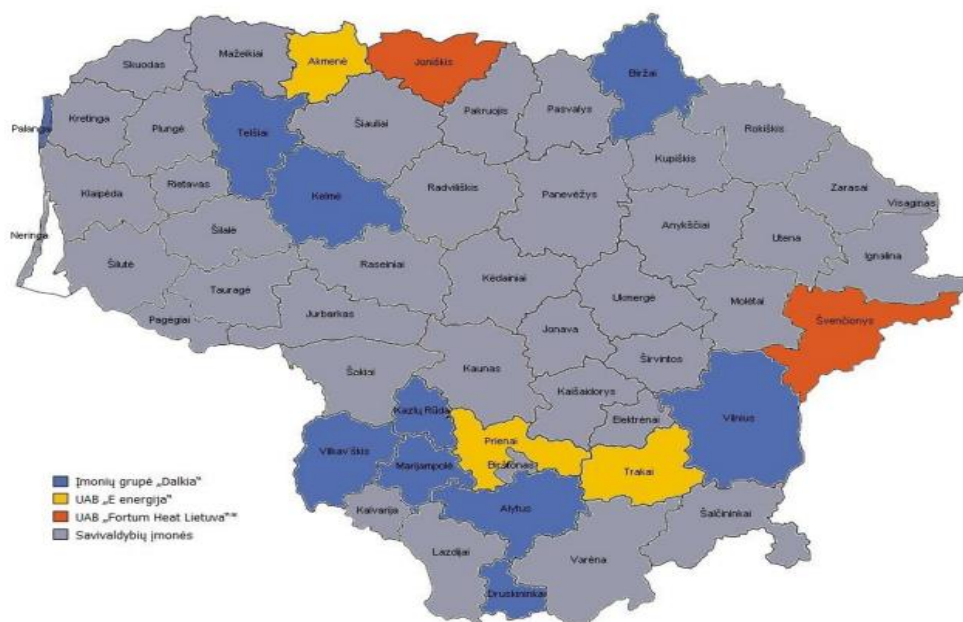 Skuodas
Mažeikiai
Akmenė
Joniškis
Biržai
Palanga
Kretinga
Plungė
Telšiai
Šiauliai
Pakruojis
Pasvalys
Rokiškis
Kupiškis
Klaipėda
Rietavas
Kelmė
Radviliškis
Panevėžys
Zarasai
Visaginas
Neringa
Šilalė
Anykščiai
Utena
Ignalina
Šilutė
Raseiniai
Kėdainiai
Tauragė
Ukmergė
Molėtai
Pagėgiai
Jurbarkas
Jonava
Švenčionys
Širvintos
Šakiai
Kaunas
Kaišiadorys
Kazlų Rūda
Elektrėnai
Vilnius
Vilkaviškis
Prienai
Marijampolė
Birštonas
Trakai
Kalvarija
Alytus
Šalčininkai
Lazdijai
Varėna
Druskininkai
Įmonių grupė „Dalkia“
UAB „E energija“
UAB „Fortum Heat Lietuva“*
Savivaldybių įmonės